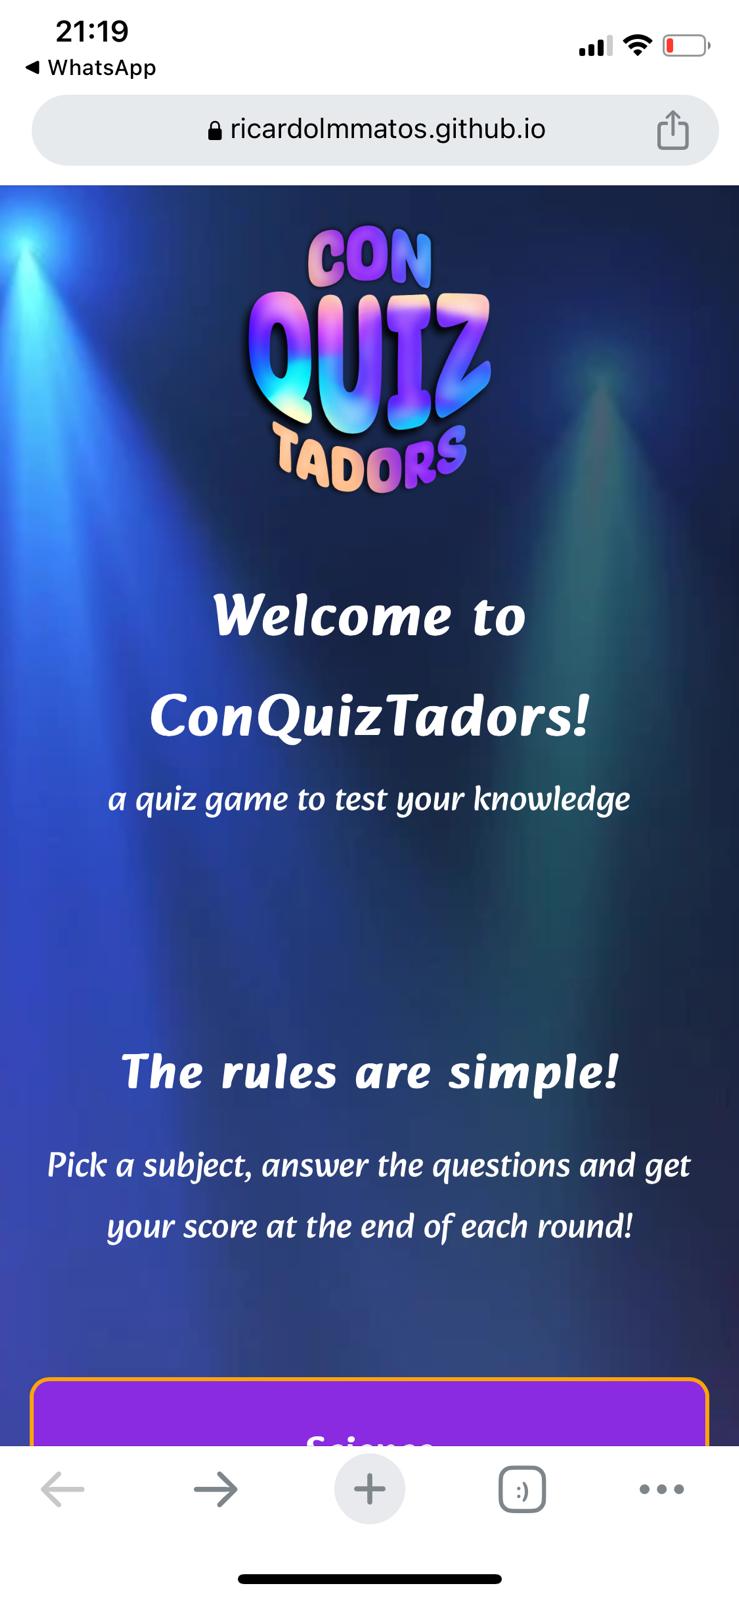 21:19
WhatsApp
ricardolmmatos.github.io
CON
QUIZ
TADORS
Welcome to
ConQuizTadors!
a quiz game to test your knowledge
The rules are simple!
Pick a subject, answer the questions and get
your score at the end of each round!
Science
:)